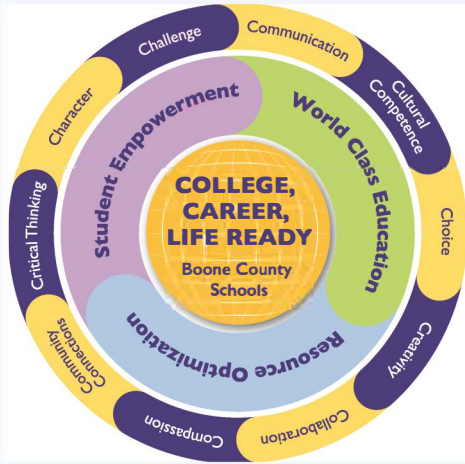 COLLEGE,
CAREER,
LIFE READY
Boone County
Schools
Student Empowerment
World Class Education
Resource Optimization
Challenge
Communication
Cultural
Competence
Choice
Creativity
Collaboration
Compassion
Community
Connections
Critical Thinking
Character